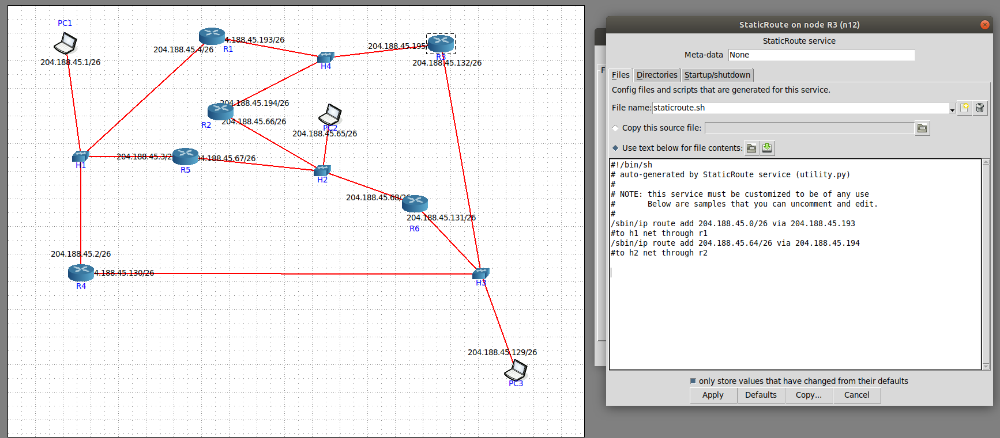 PC1
204.188.45.1/26
R1
4.188.45.193/26
204.188.45.4/26
H4
204.188.45.195/
R3
204.188.45.132/26
204.188.45.194/26
R2
204.188.45.66/26
PC2
204.188.45.65/26
H1
204.188.45.3/2
R5
4.188.45.67/26
H2
204.188.45.68/26
204.188.45.131/26
R6
204.188.45.2/26
4.188.45.130/26
R4
H3
204.188.45.129/26
PC3
F
StaticRoute on node R3 (n12)
StaticRoute service
Meta-data None
Files Directories Startup/shutdown
Config files and scripts that are generated for this service.
File name: staticroute.sh
Copy this source file:
Use text below for file contents:
#!/bin/sh
# auto-generated by StaticRoute service (utility.py)
#
# NOTE: this service must be customized to be of any use
#       Below are samples that you can uncomment and edit.
#
/sbin/ip route add 204.188.45.0/26 via 204.188.45.193
#to h1 net through r1
/sbin/ip route add 204.188.45.64/26 via 204.188.45.194
#to h2 net through r2
only store values that have changed from their defaults
Apply Defaults Copy... Cancel